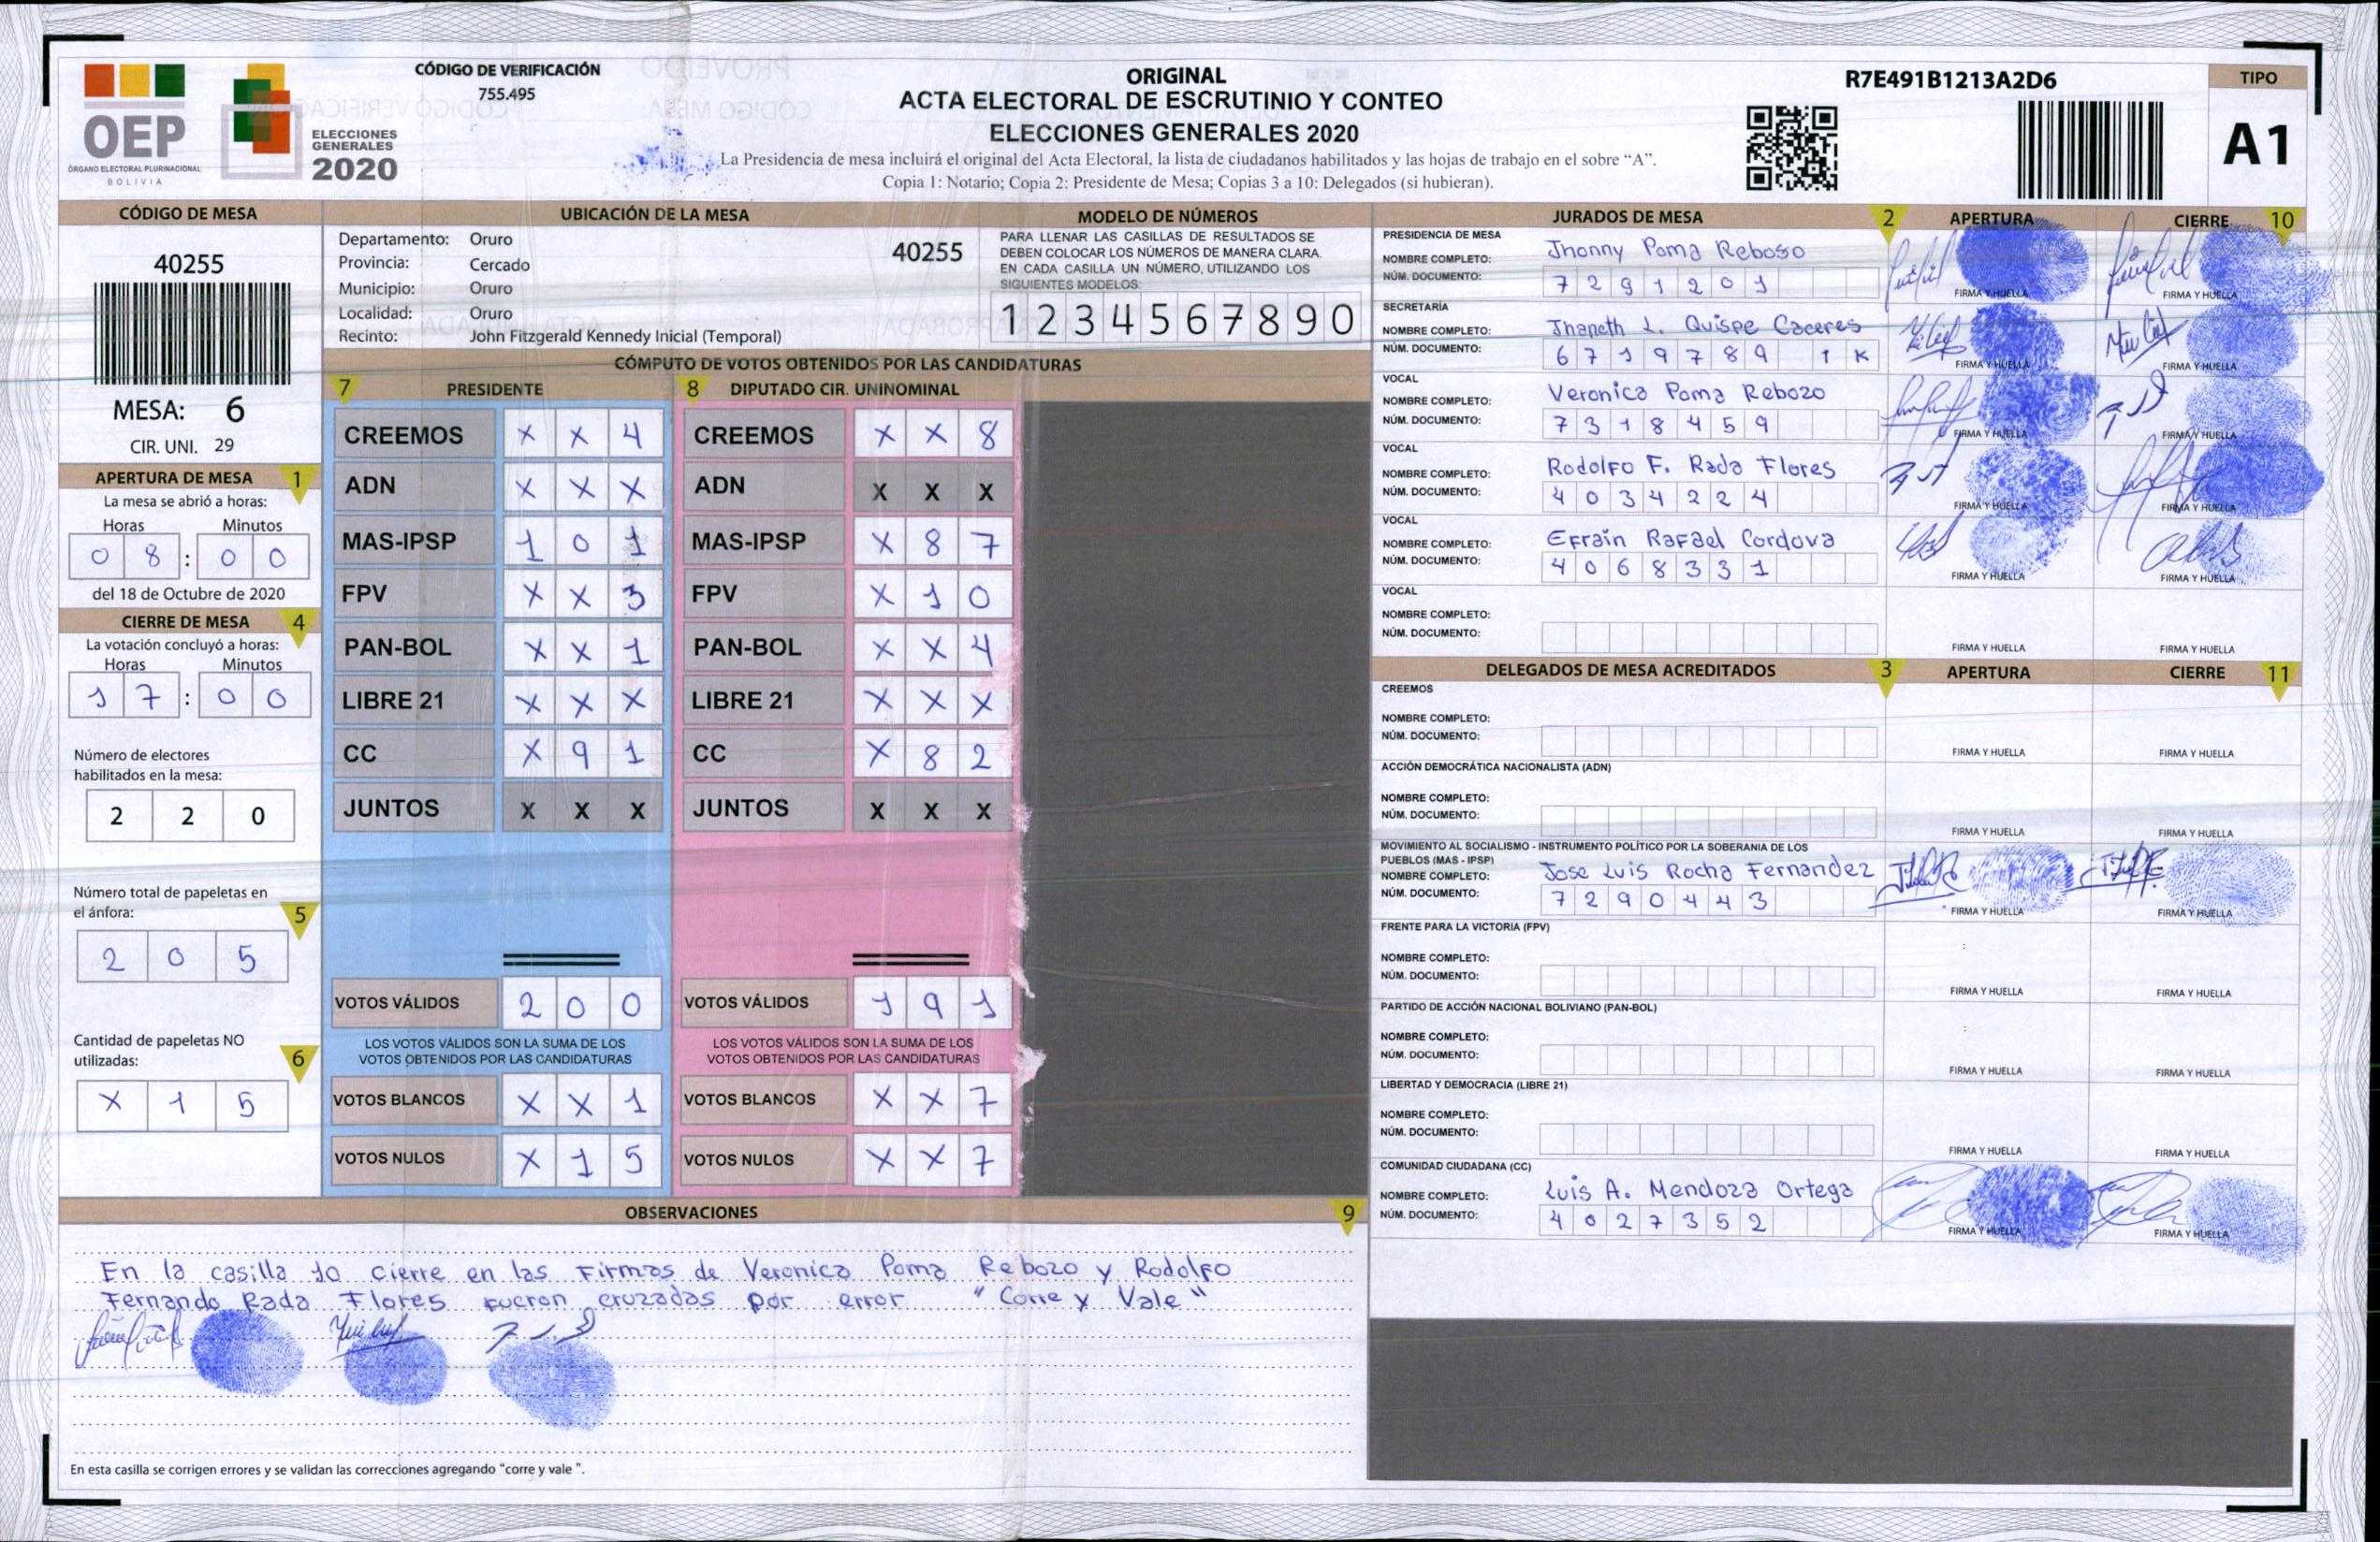 OEP
ÓRGANO ELECTORAL PLURINACIONAL
BOLIVIA
ELECCIONES
GENERALES
2020
CÓDIGO DE VERIFICACIÓN
755.495
ORIGINAL
ACTA ELECTORAL DE ESCRUTINIO Y CONTEO
ELECCIONES GENERALES 2020
La Presidencia de mesa incluirá el original del Acta Electoral, la lista de ciudadanos habilitados y las hojas de trabajo en el sobre “A”.
Copia 1: Notario; Copia 2: Presidente de Mesa; Copias 3 a 10: Delegados (si hubieran).
R7E491B1213A2D6
TIPO
A1
CÓDIGO DE MESA
40255
MESA: 6
CIR. UNI. 29
APERTURA DE MESA 1
La mesa se abrió a horas:
Horas Minutos
0 8 : 0 0
del 18 de Octubre de 2020
CIERRE DE MESA 4
La votación concluyó a horas:
Horas Minutos
1 7 : 0 0
Número de electores
habilitados en la mesa:
2 2 0
Número total de papeletas en
el ánfora: 5
2 0 5
Cantidad de papeletas NO
utilizadas: 6
X 1 5
UBICACIÓN DE LA MESA
Departamento: Oruro
Provincia: Cercado
Municipio: Oruro
Localidad: Oruro
Recinto: John Fitzgerald Kennedy Inicial (Temporal)
40255
MODELO DE NÚMEROS
PARA LLENAR LAS CASILLAS DE RESULTADOS SE
DEBEN COLOCAR LOS NÚMEROS DE MANERA CLARA.
EN CADA CASILLA UN NÚMERO, UTILIZANDO LOS
SIGUIENTES MODELOS:
1 2 3 4 5 6 7 8 9 0
CÓMPUTO DE VOTOS OBTENIDOS POR LAS CANDIDATURAS
7 PRESIDENTE 8 DIPUTADO CIR. UNINOMINAL
CREEMOS X X 4 CREEMOS X X 8
ADN X X X ADN X X X
MAS-IPSP 1 0 1 MAS-IPSP X 8 7
FPV X X 3 FPV X 1 0
PAN-BOL X X 1 PAN-BOL X X 4
LIBRE 21 X X X LIBRE 21 X X X
CC X 9 1 CC X 8 2
JUNTOS X X X JUNTOS X X X
VOTOS VÁLIDOS 2 0 0 VOTOS VÁLIDOS 1 9 1
LOS VOTOS VÁLIDOS SON LA SUMA DE LOS LOS VOTOS VÁLIDOS SON LA SUMA DE LOS
VOTOS OBTENIDOS POR LAS CANDIDATURAS VOTOS OBTENIDOS POR LAS CANDIDATURAS
VOTOS BLANCOS X X 1 VOTOS BLANCOS X X 7
VOTOS NULOS X 1 5 VOTOS NULOS X X 7
OBSERVACIONES 9
En la casilla 10 cierre en las Firmas de Veronica Poma Rebozo y Rodolfo
Fernando Rada Flores fueron cruzadas por error "Corre y Vale"
En esta casilla se corrigen errores y se validan las correcciones agregando “corre y vale ”.
JURADOS DE MESA 2 APERTURA CIERRE 10
PRESIDENCIA DE MESA
NOMBRE COMPLETO: Jhonny Poma Reboso
NÚM. DOCUMENTO: 7 2 9 1 2 0 1
FIRMA Y HUELLA FIRMA Y HUELLA
SECRETARÍA
NOMBRE COMPLETO: Jhaneth L. Quispe Caceres
NÚM. DOCUMENTO: 6 7 1 9 7 8 9 1 K
FIRMA Y HUELLA FIRMA Y HUELLA
VOCAL
NOMBRE COMPLETO: Veronica Poma Rebozo
NÚM. DOCUMENTO: 7 3 1 8 4 5 9
FIRMA Y HUELLA FIRMA Y HUELLA
VOCAL
NOMBRE COMPLETO: Rodolfo F. Rada Flores
NÚM. DOCUMENTO: 4 0 3 4 2 2 4
FIRMA Y HUELLA FIRMA Y HUELLA
VOCAL
NOMBRE COMPLETO: Efrain Rafael Cordova
NÚM. DOCUMENTO: 4 0 6 8 3 3 1
FIRMA Y HUELLA FIRMA Y HUELLA
VOCAL
NOMBRE COMPLETO:
NÚM. DOCUMENTO:
FIRMA Y HUELLA FIRMA Y HUELLA
DELEGADOS DE MESA ACREDITADOS 3 APERTURA CIERRE 11
CREEMOS
NOMBRE COMPLETO:
NÚM. DOCUMENTO:
FIRMA Y HUELLA FIRMA Y HUELLA
ACCIÓN DEMOCRÁTICA NACIONALISTA (ADN)
NOMBRE COMPLETO:
NÚM. DOCUMENTO:
FIRMA Y HUELLA FIRMA Y HUELLA
MOVIMIENTO AL SOCIALISMO - INSTRUMENTO POLÍTICO POR LA SOBERANIA DE LOS
PUEBLOS (MAS - IPSP)
NOMBRE COMPLETO: Jose Luis Rocha Fernandez
NÚM. DOCUMENTO: 7 2 9 0 4 4 3
FIRMA Y HUELLA FIRMA Y HUELLA
FRENTE PARA LA VICTORIA (FPV)
NOMBRE COMPLETO:
NÚM. DOCUMENTO:
FIRMA Y HUELLA FIRMA Y HUELLA
PARTIDO DE ACCIÓN NACIONAL BOLIVIANO (PAN-BOL)
NOMBRE COMPLETO:
NÚM. DOCUMENTO:
FIRMA Y HUELLA FIRMA Y HUELLA
LIBERTAD Y DEMOCRACIA (LIBRE 21)
NOMBRE COMPLETO:
NÚM. DOCUMENTO:
FIRMA Y HUELLA FIRMA Y HUELLA
COMUNIDAD CIUDADANA (CC)
NOMBRE COMPLETO: Luis A. Mendoza Ortega
NÚM. DOCUMENTO: 4 0 2 7 3 5 2
FIRMA Y HUELLA FIRMA Y HUELLA